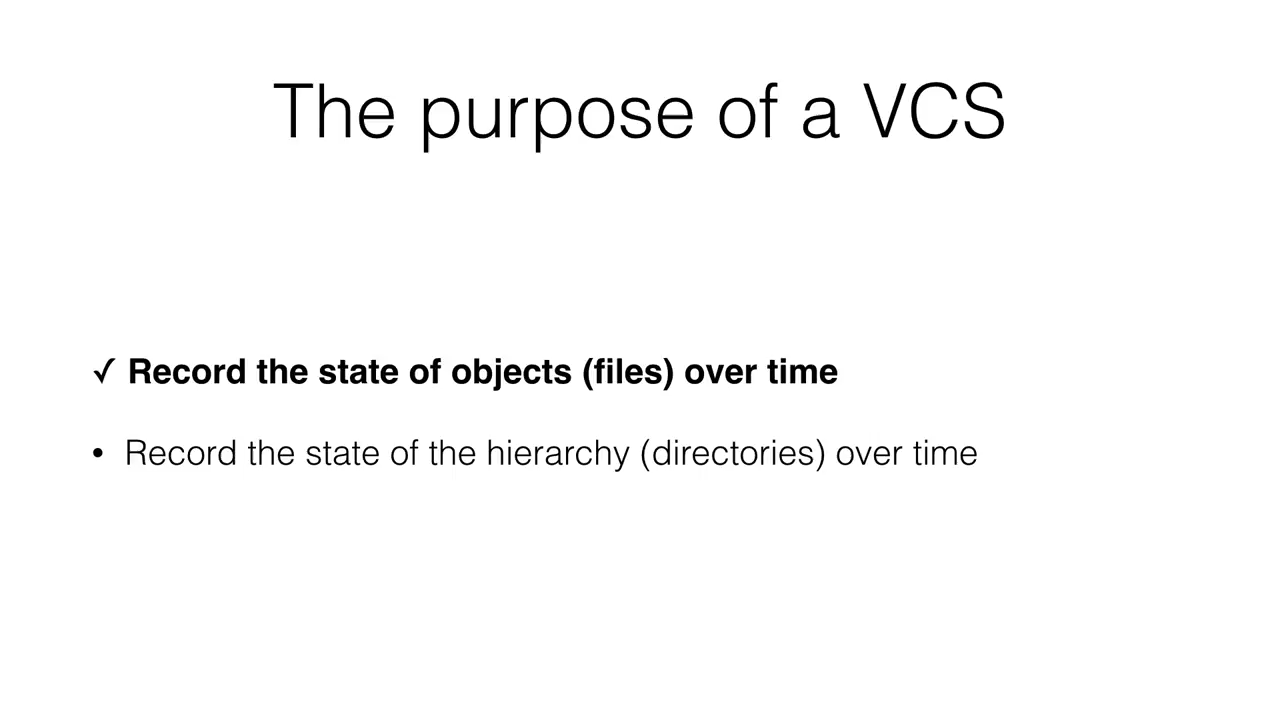 The purpose of a VCS
✓ Record the state of objects (files) over time
• Record the state of the hierarchy (directories) over time